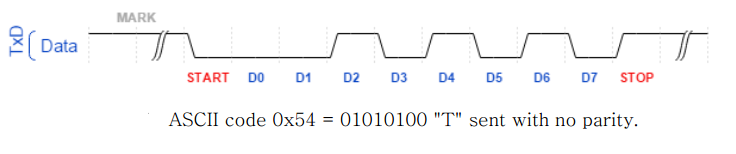 MARK
TxD Data
START D0 D1 D2 D3 D4 D5 D6 D7 STOP
ASCII code 0x54 = 01010100 "T" sent with no parity.